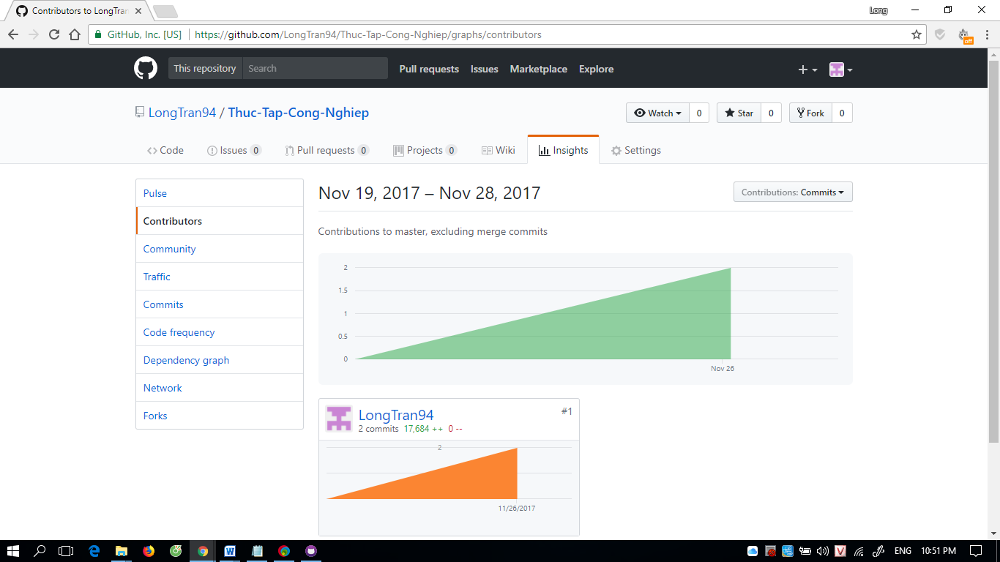 Contributors to LongTran
Long
GitHub, Inc. [US] https://github.com/LongTran94/Thuc-Tap-Cong-Nghiep/graphs/contributors
off
This repository Search Pull requests Issues Marketplace Explore
LongTran94 / Thuc-Tap-Cong-Nghiep
Watch 0 Star 0 Fork 0
Code Issues 0 Pull requests 0 Projects 0 Wiki Insights Settings
Pulse
Contributors
Community
Traffic
Commits
Code frequency
Dependency graph
Network
Forks
Nov 19, 2017 – Nov 28, 2017
Contributions: Commits
Contributions to master, excluding merge commits
2
1.5
1
0.5
0
Nov 26
LongTran94 #1
2 commits 17,684 ++ 0 --
2
11/26/2017
ENG 10:51 PM